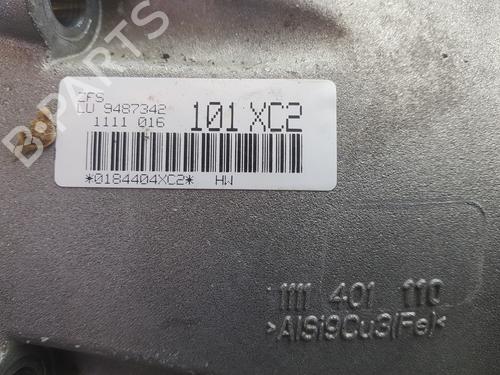 B-PARTS
ZFS
CU 9487342
1111 016
101 XC2
*0184404XC2* HW
1111 401 110
>AlSi9Cu3(Fe)<